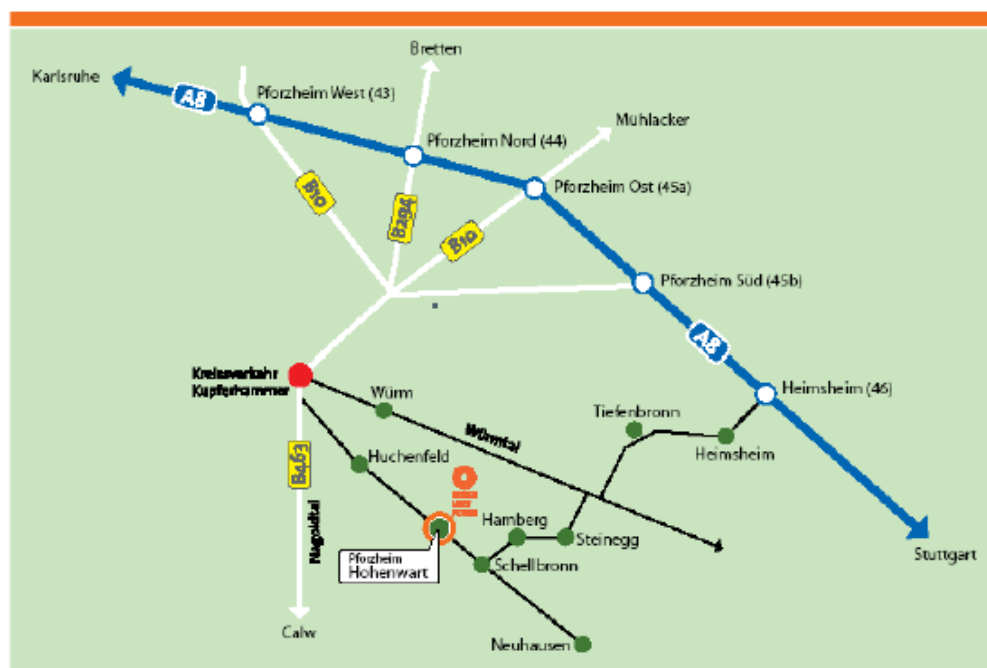 Bretten
Karlsruhe
A8
Pforzheim West (43)
Mühlacker
Pforzheim Nord (44)
Pforzheim Ost (45a)
B10
B294
B10
Pforzheim Süd (45b)
A8
Kreisverkehr
Kupferhammer
Würm
Heimsheim (46)
Tiefenbronn
Würmtal
Heimsheim
B463
Huchenfeld
Nagoldtal
Hamberg
Steinegg
Pforzheim
Hohenwart
Schellbronn
Stuttgart
Calw
Neuhausen